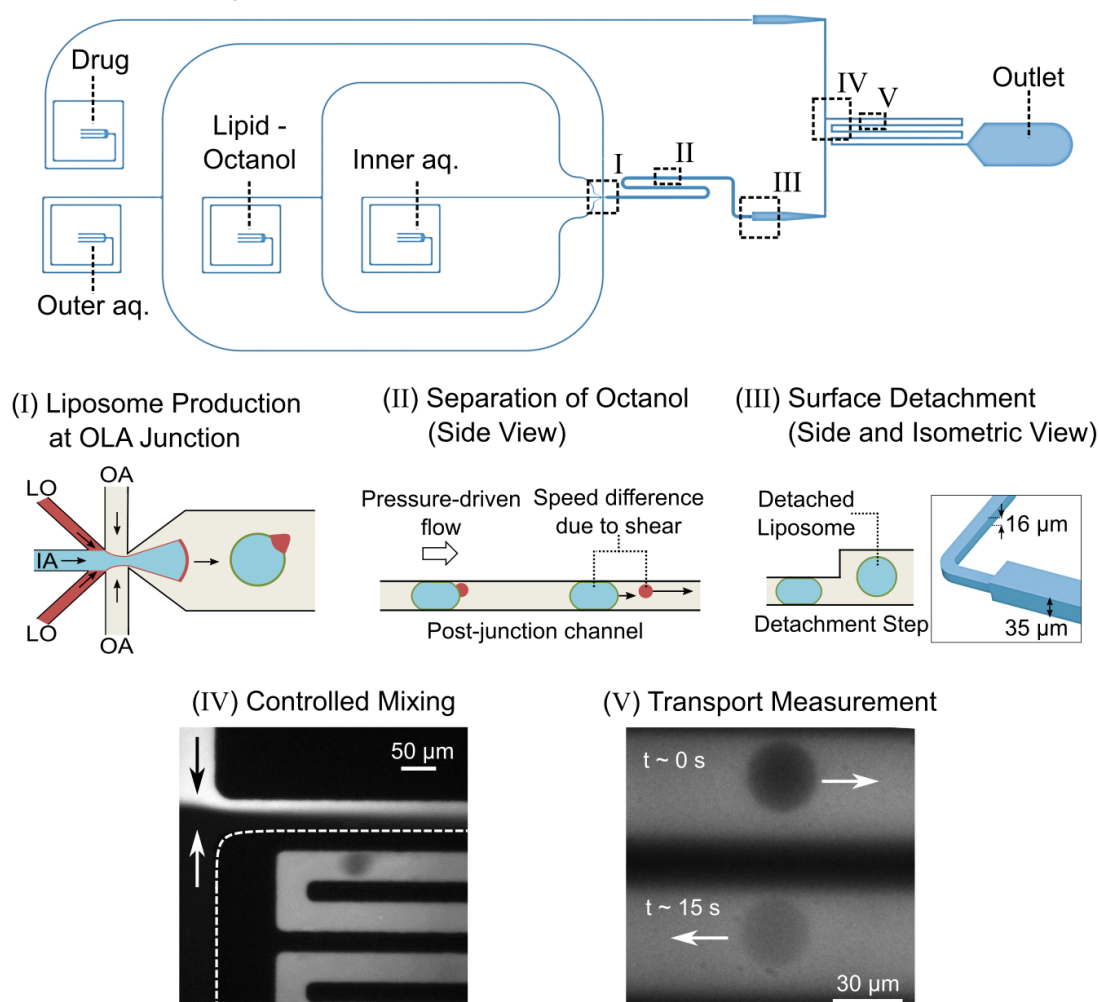 Drug
Lipid -
Octanol
Inner aq.
Outer aq.
I
II
III
IV
V
Outlet
(I) Liposome Production
at OLA Junction
LO
OA
IA
LO
OA
(II) Separation of Octanol
(Side View)
Pressure-driven
flow
Speed difference
due to shear
Post-junction channel
(III) Surface Detachment
(Side and Isometric View)
Detached
Liposome
Detachment Step
16 µm
35 µm
(IV) Controlled Mixing
50 µm
(V) Transport Measurement
t ~ 0 s
t ~ 15 s
30 µm